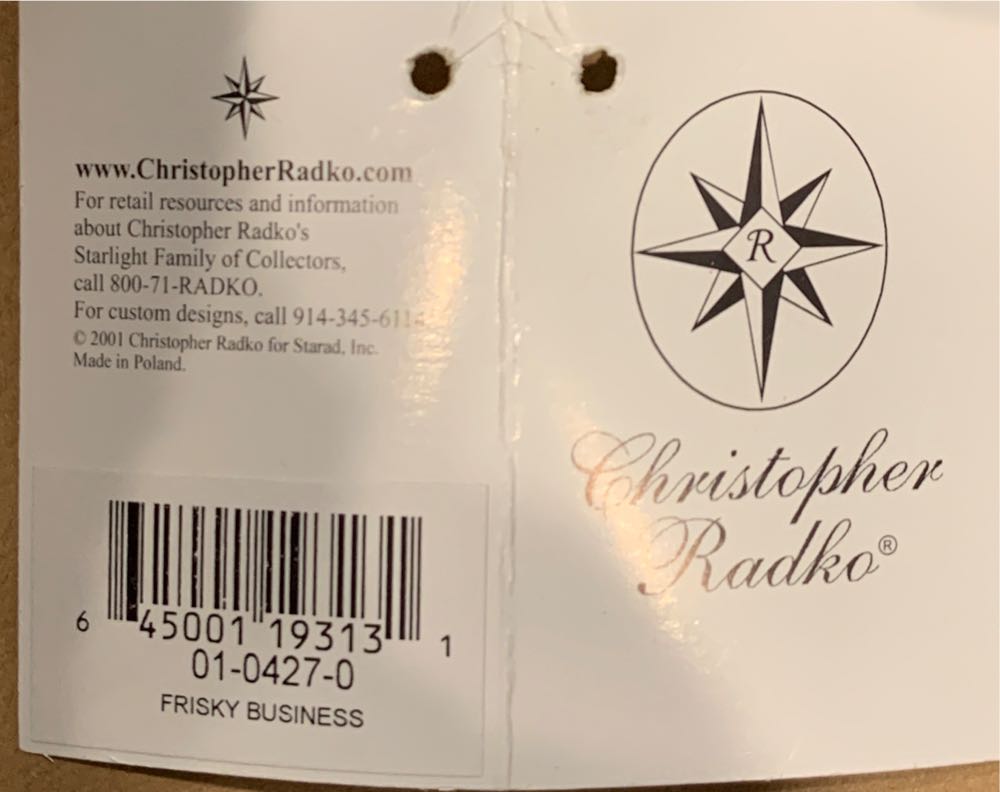 www.ChristopherRadko.com
For retail resources and information
about Christopher Radko's
Starlight Family of Collectors,
call 800-71-RADKO.
For custom designs, call 914-345-6114
© 2001 Christopher Radko for Starad, Inc.
Made in Poland.
6 45001 19313 1
01-0427-0
FRISKY BUSINESS
R
Christopher
Radko®